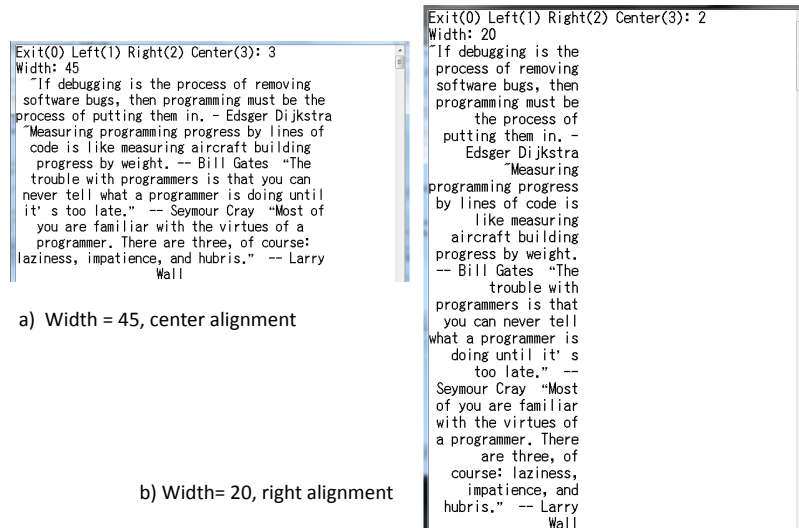 Exit(0) Left(1) Right(2) Center(3): 3
Width: 45
˜If debugging is the process of removing
software bugs, then programming must be the
process of putting them in. - Edsger Dijkstra
˜Measuring programming progress by lines of
code is like measuring aircraft building
progress by weight. -- Bill Gates “The
trouble with programmers is that you can
never tell what a programmer is doing until
it’ s too late.” -- Seymour Cray “Most of
you are familiar with the virtues of a
programmer. There are three, of course:
laziness, impatience, and hubris.” -- Larry
Wall
a) Width = 45, center alignment
Exit(0) Left(1) Right(2) Center(3): 2
Width: 20
˜If debugging is the
process of removing
software bugs, then
programming must be
the process of
putting them in. -
Edsger Dijkstra
˜Measuring
programming progress
by lines of code is
like measuring
aircraft building
progress by weight.
-- Bill Gates “The
trouble with
programmers is that
you can never tell
what a programmer is
doing until it’ s
too late.” --
Seymour Cray “Most
of you are familiar
with the virtues of
a programmer. There
are three, of
course: laziness,
impatience, and
hubris.” -- Larry
Wall
b) Width= 20, right alignment